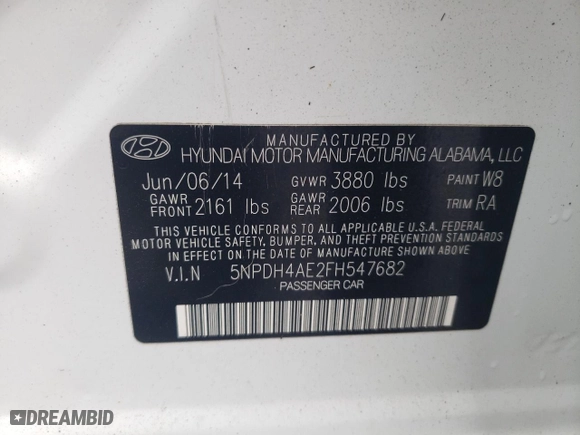 MANUFACTURED BY
HYUNDAI MOTOR MANUFACTURING ALABAMA, LLC
Jun/06/14 GVWR 3880 lbs PAINT W8
GAWR FRONT 2161 lbs GAWR REAR 2006 lbs TRIM RA
THIS VEHICLE CONFORMS TO ALL APPLICABLE U.S.A. FEDERAL
MOTOR VEHICLE SAFETY, BUMPER, AND THEFT PREVENTION STANDARDS
IN EFFECT ON THE DATE OF MANUFACTURE SHOWN ABOVE.
V.I.N 5NPDH4AE2FH547682
PASSENGER CAR
DREAMBID